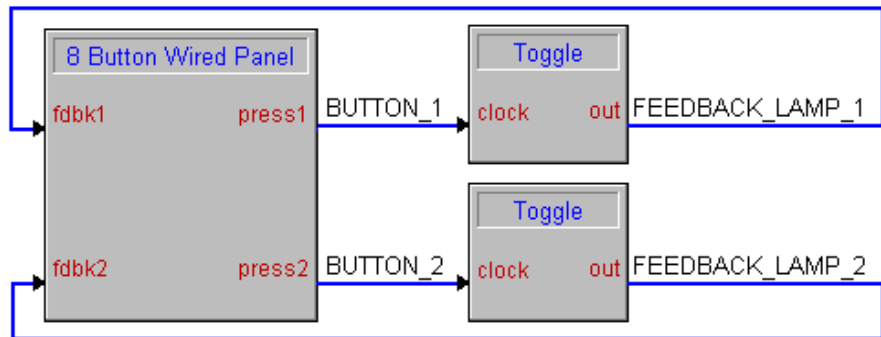 8 Button Wired Panel
Toggle
fdbk1 press1 BUTTON_1 clock out FEEDBACK_LAMP_1
Toggle
fdbk2 press2 BUTTON_2 clock out FEEDBACK_LAMP_2